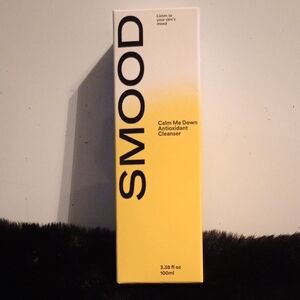 Listen to
your skin's
mood
SMOOD
Calm Me Down
Antioxidant
Cleanser
3.38 fl oz
100ml